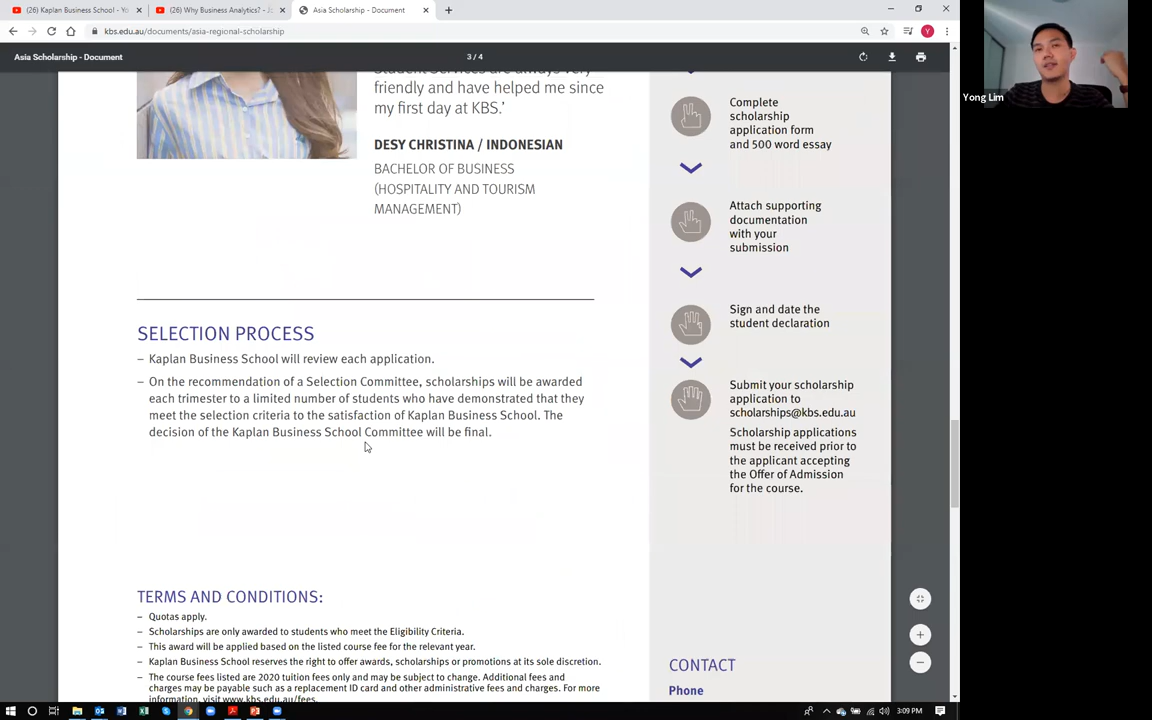 (26) Kaplan Business School - Yo
(26) Why Business Analytics? - J
Asia Scholarship - Document
kbs.edu.au/documents/asia-regional-scholarship
Y
Asia Scholarship - Document
3 / 4
Yong Lim
Student Services are always very
friendly and have helped me since
my first day at KBS.'
DESY CHRISTINA / INDONESIAN
BACHELOR OF BUSINESS
(HOSPITALITY AND TOURISM
MANAGEMENT)
SELECTION PROCESS
– Kaplan Business School will review each application.
– On the recommendation of a Selection Committee, scholarships will be awarded
each trimester to a limited number of students who have demonstrated that they
meet the selection criteria to the satisfaction of Kaplan Business School. The
decision of the Kaplan Business School Committee will be final.
TERMS AND CONDITIONS:
– Quotas apply.
– Scholarships are only awarded to students who meet the Eligibility Criteria.
– This award will be applied based on the listed course fee for the relevant year.
– Kaplan Business School reserves the right to offer awards, scholarships or promotions at its sole discretion.
– The course fees listed are 2020 tuition fees only and may be subject to change. Additional fees and
charges may be payable such as a replacement ID card and other administrative fees and charges. For more
information, visit www.kbs.edu.au/fees.
Complete
scholarship
application form
and 500 word essay
Attach supporting
documentation
with your
submission
Sign and date the
student declaration
Submit your scholarship
application to
scholarships@kbs.edu.au
Scholarship applications
must be received prior to
the applicant accepting
the Offer of Admission
for the course.
CONTACT
Phone
3:09 PM